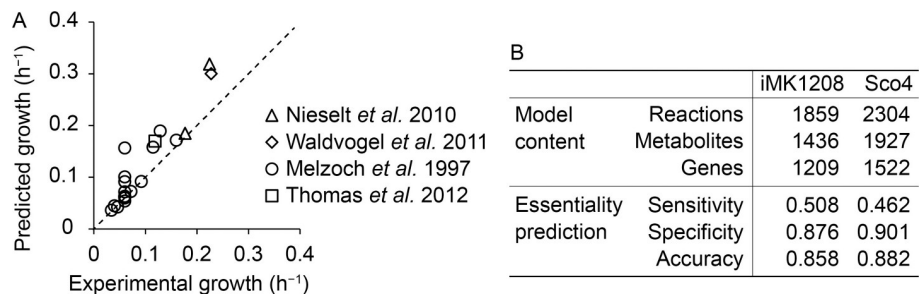 A
0.4
0.3
0.2
0.1
0
Predicted growth (h⁻¹)
0 0.1 0.2 0.3 0.4
Experimental growth (h⁻¹)
Nieselt et al. 2010
Waldvogel et al. 2011
Melzoch et al. 1997
Thomas et al. 2012
B
iMK1208 Sco4
Model Reactions 1859 2304
content Metabolites 1436 1927
Genes 1209 1522
Essentiality Sensitivity 0.508 0.462
prediction Specificity 0.876 0.901
Accuracy 0.858 0.882